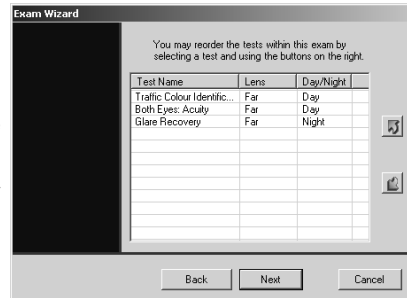 Exam Wizard
You may reorder the tests within this exam by
selecting a test and using the buttons on the right.
Test Name Lens Day/Night
Traffic Colour Identific... Far Day
Both Eyes: Acuity Far Day
Glare Recovery Far Night
Back Next Cancel